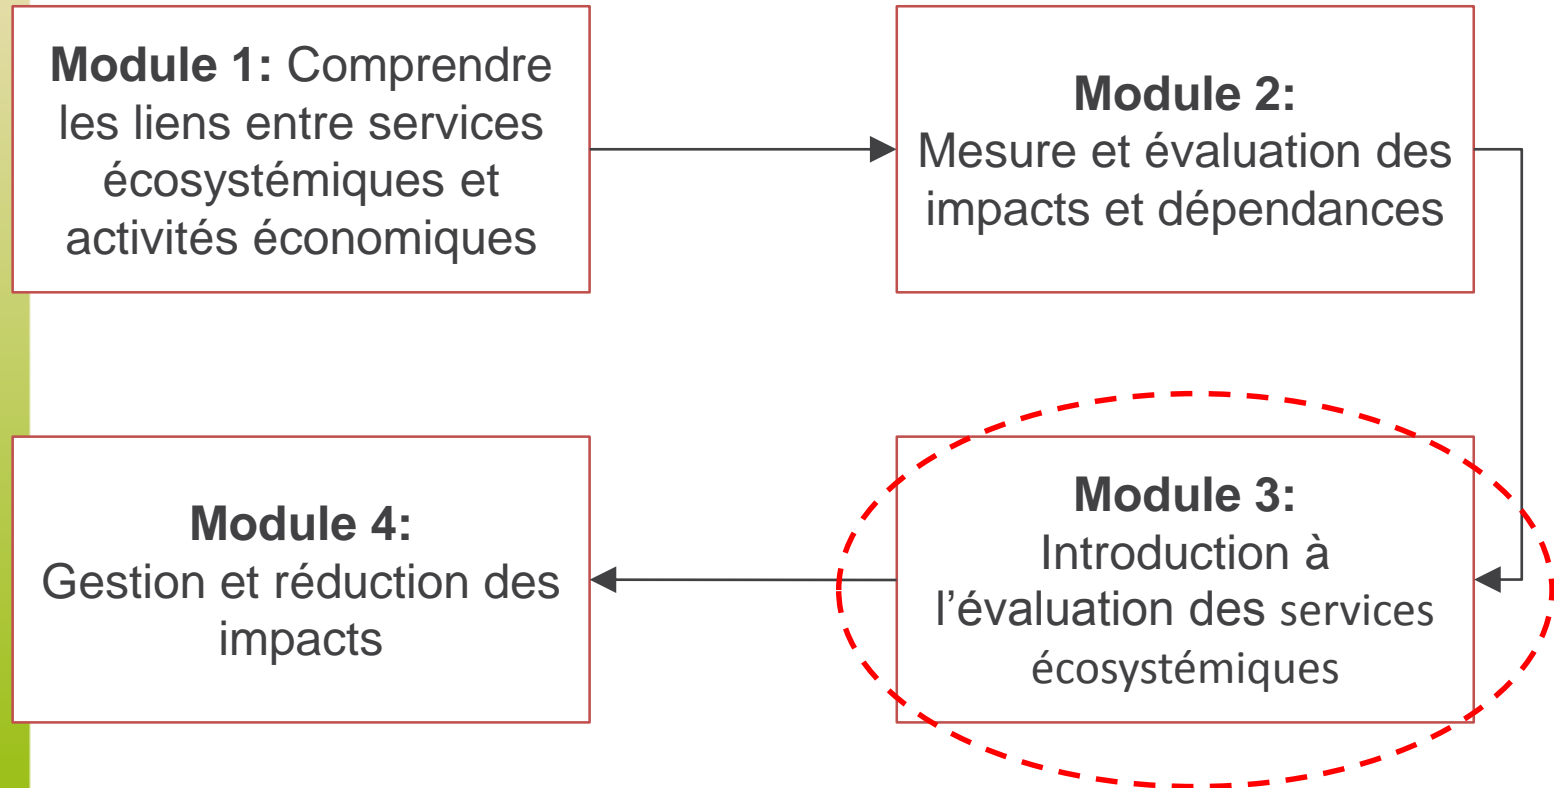 Module 1: Comprendre
les liens entre services
écosystémiques et
activités économiques
Module 2:
Mesure et évaluation des
impacts et dépendances
Module 3:
Introduction à
l’évaluation des services
écosystémiques
Module 4:
Gestion et réduction des
impacts